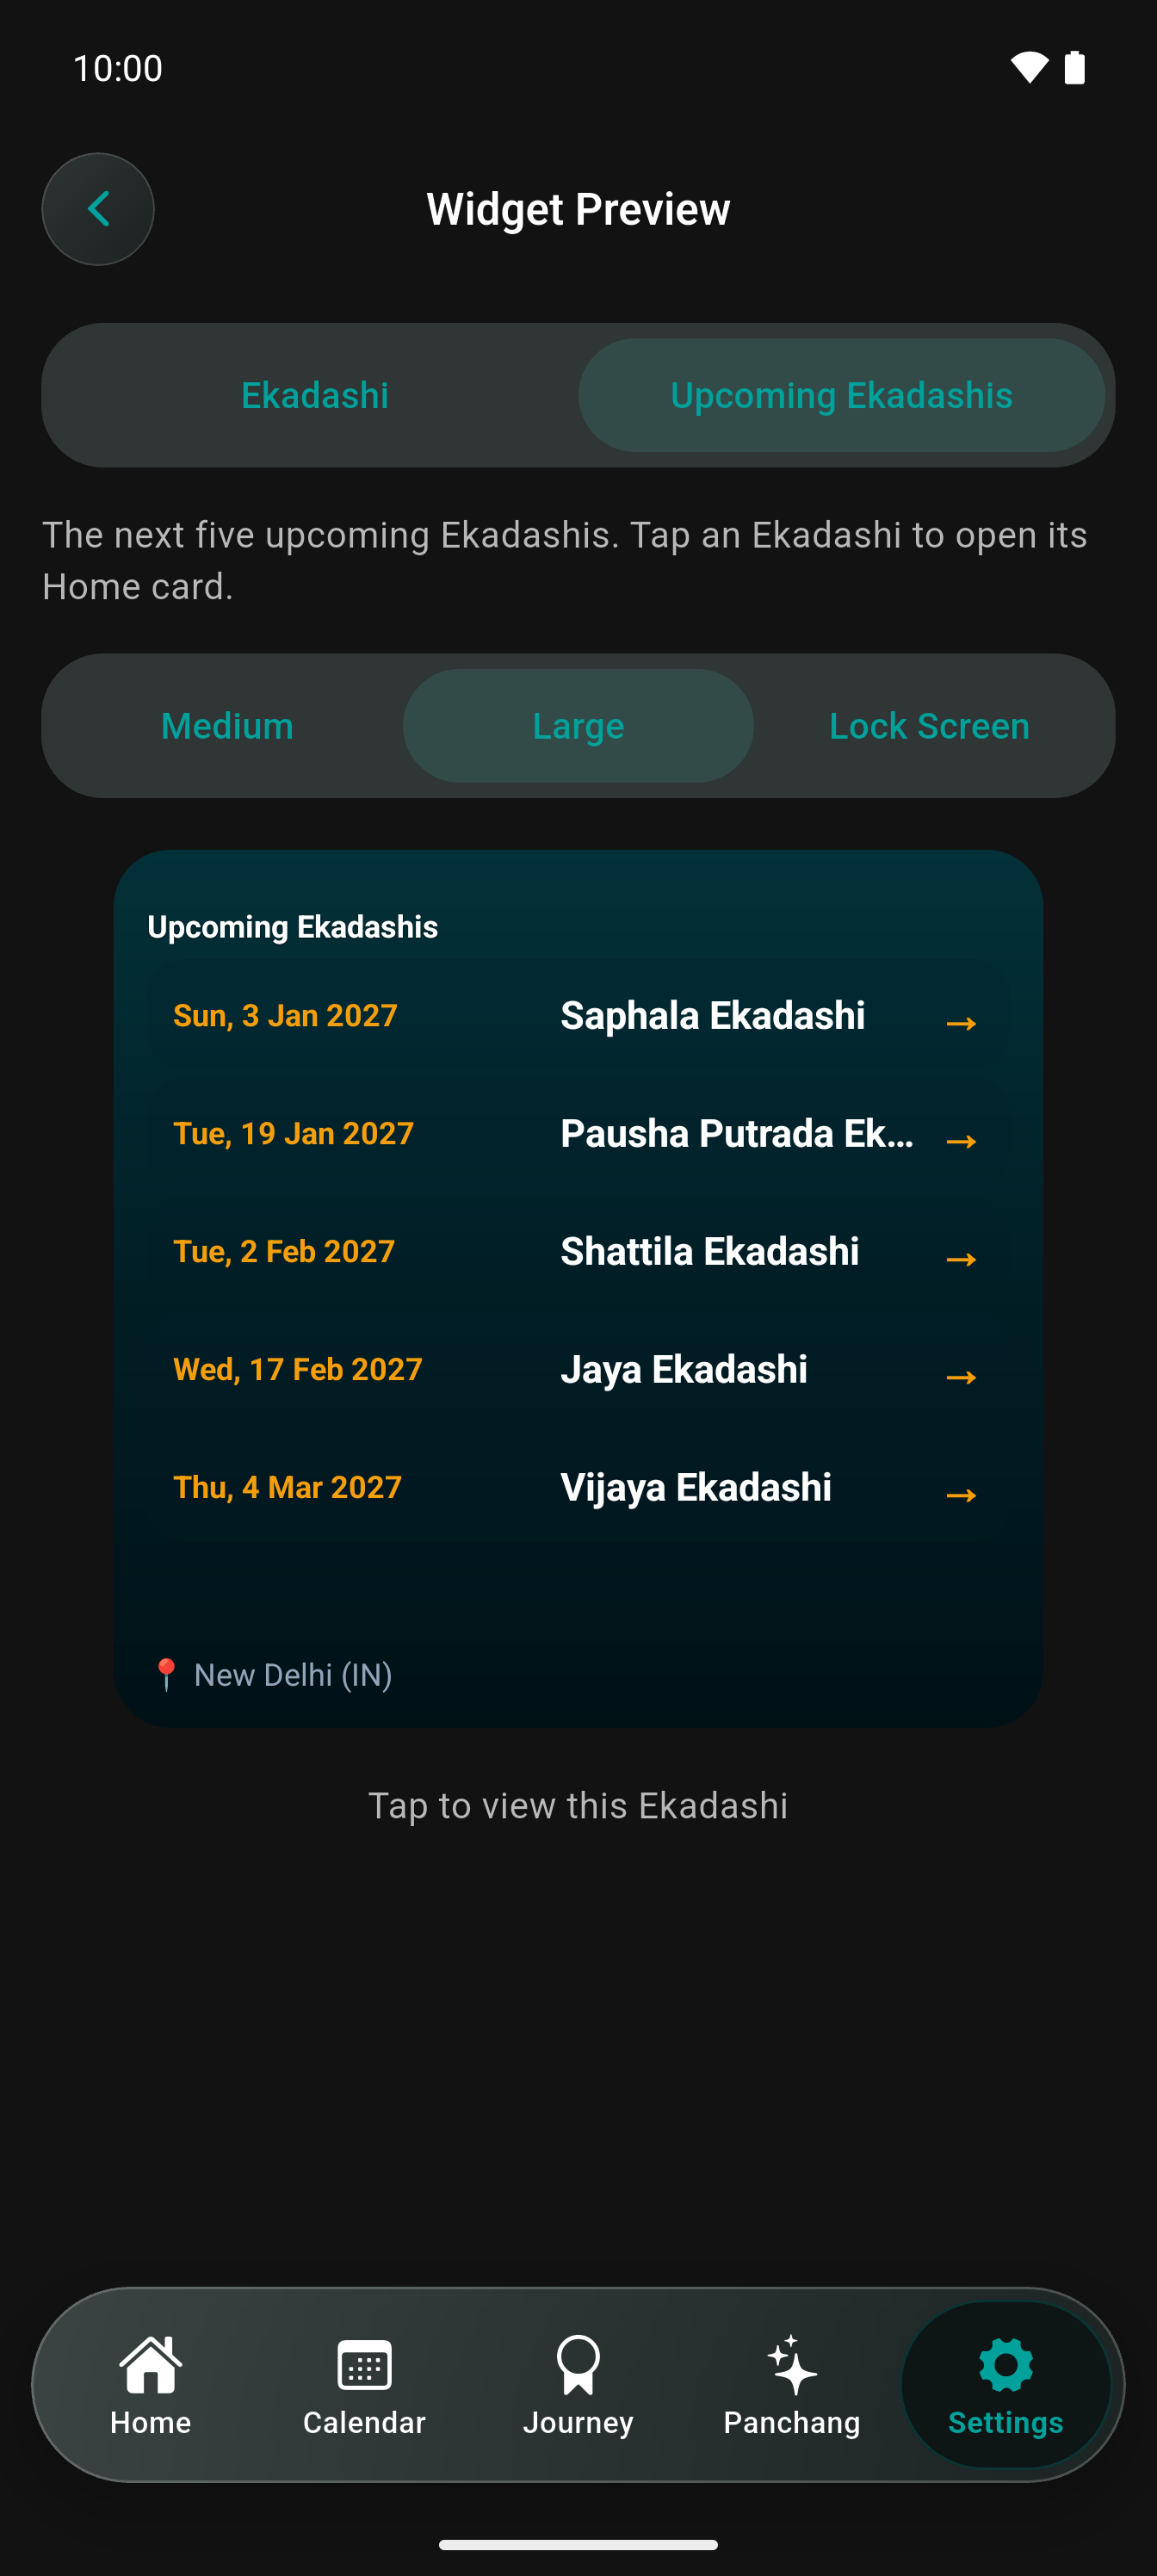 10:00
Widget Preview
Ekadashi
Upcoming Ekadashis
The next five upcoming Ekadashis. Tap an Ekadashi to open its
Home card.
Medium
Large
Lock Screen
Upcoming Ekadashis
Sun, 3 Jan 2027 Saphala Ekadashi →
Tue, 19 Jan 2027 Pausha Putrada Ek... →
Tue, 2 Feb 2027 Shattila Ekadashi →
Wed, 17 Feb 2027 Jaya Ekadashi →
Thu, 4 Mar 2027 Vijaya Ekadashi →
📍 New Delhi (IN)
Tap to view this Ekadashi
Home
Calendar
Journey
Panchang
Settings